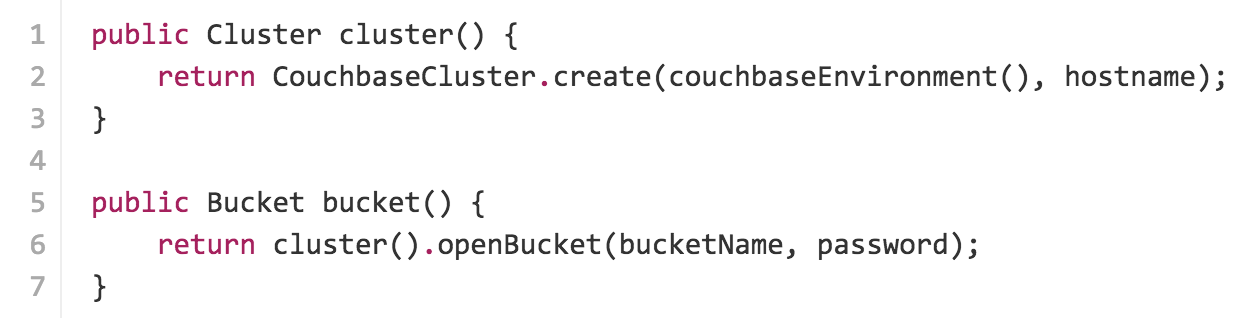 1 public Cluster cluster() {
2     return CouchbaseCluster.create(couchbaseEnvironment(), hostname);
3 }
4
5 public Bucket bucket() {
6     return cluster().openBucket(bucketName, password);
7 }